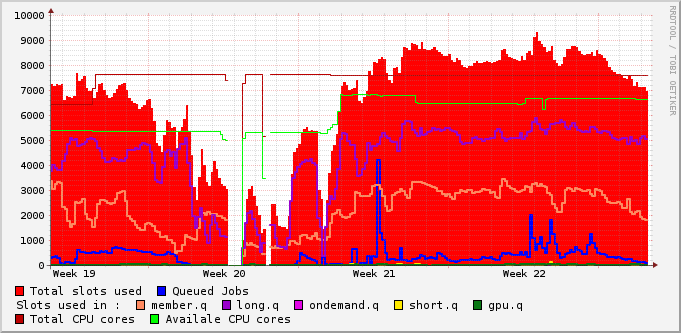 10000
9000
8000
7000
6000
5000
4000
3000
2000
1000
0
Week 19 Week 20 Week 21 Week 22
RRDTOOL / TOBI OETIKER
Total slots used Queued Jobs
Slots used in : member.q long.q ondemand.q short.q gpu.q
Total CPU cores Availale CPU cores